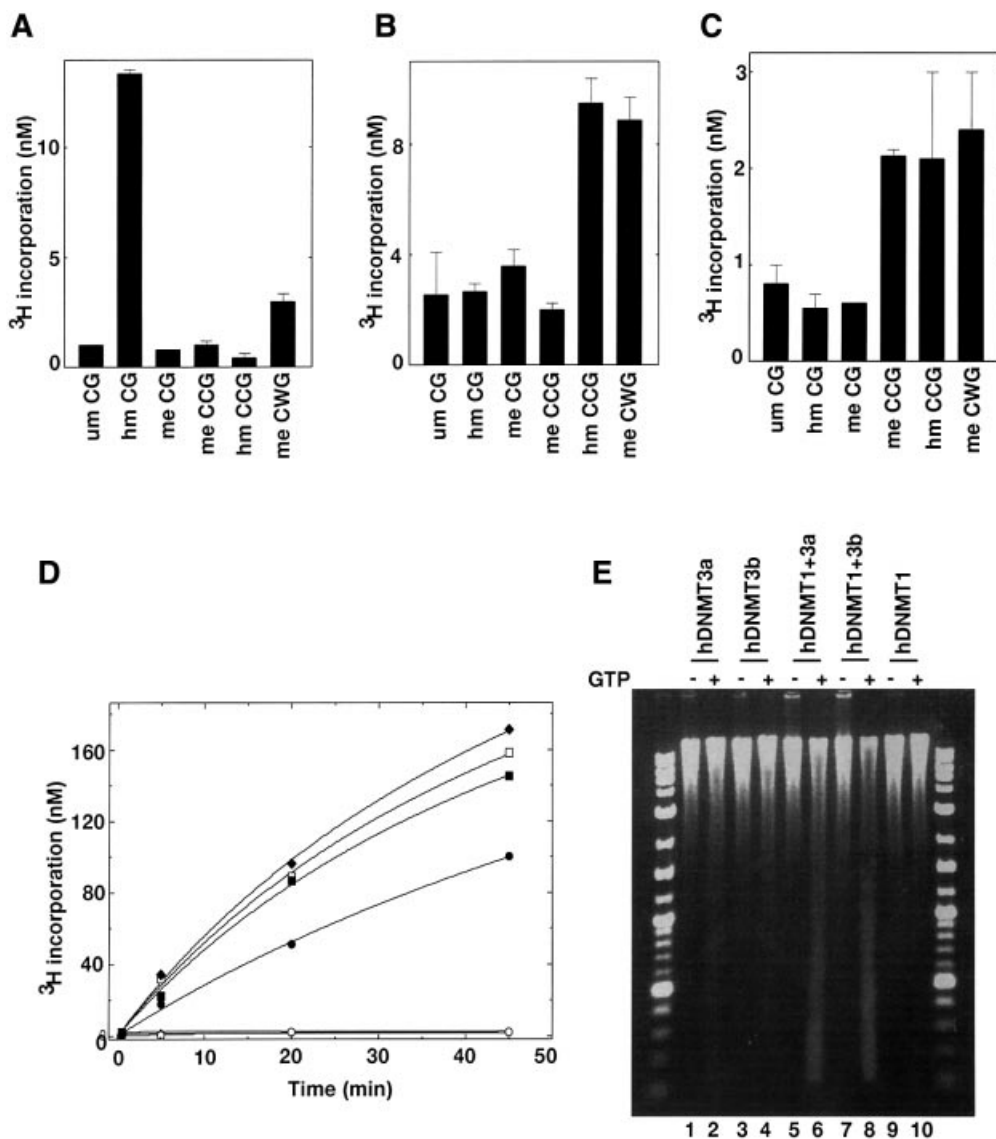 A
³H incorporation (nM)
10
5
0
um CG
hm CG
me CG
me CCG
hm CCG
me CWG
B
³H incorporation (nM)
8
4
0
um CG
hm CG
me CG
me CCG
hm CCG
me CWG
C
³H incorporation (nM)
3
2
1
0
um CG
hm CG
me CG
me CCG
hm CCG
me CWG
D
³H incorporation (nM)
160
120
80
40
0
0 10 20 30 40 50
Time (min)
E
hDNMT3a
hDNMT3b
hDNMT1+3a
hDNMT1+3b
hDNMT1
GTP - + - + - + - + - +
1 2 3 4 5 6 7 8 9 10